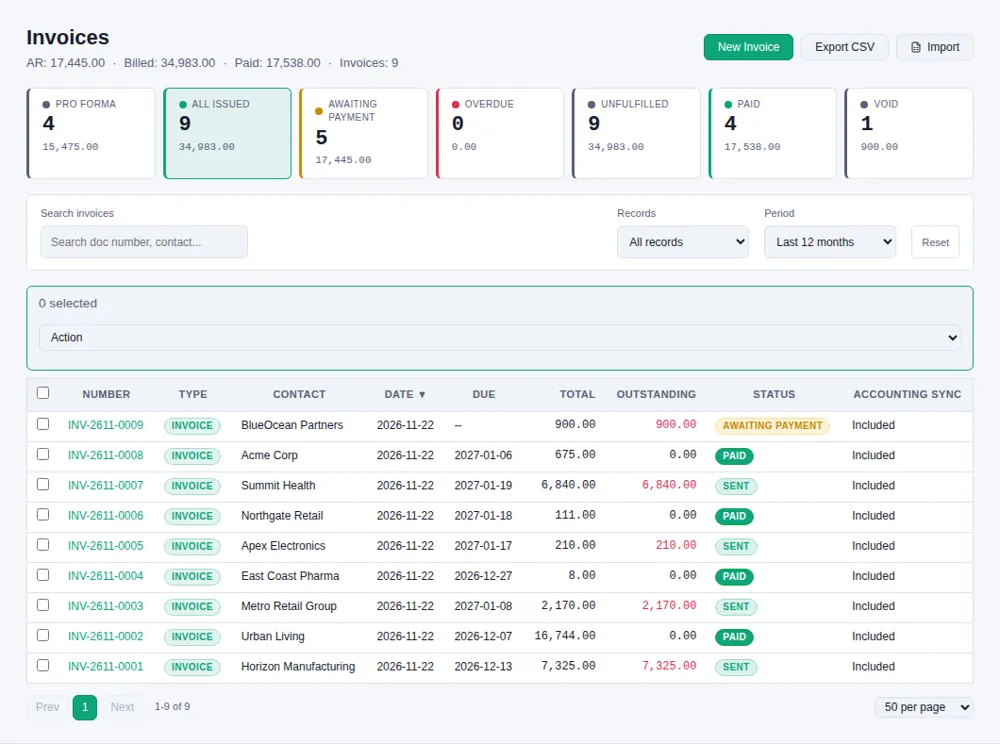 Invoices
AR: 17,445.00 · Billed: 34,983.00 · Paid: 17,538.00 · Invoices: 9
New Invoice
Export CSV
Import
PRO FORMA
4
15,475.00
ALL ISSUED
9
34,983.00
AWAITING
PAYMENT
5
17,445.00
OVERDUE
0
0.00
UNFULFILLED
9
34,983.00
PAID
4
17,538.00
VOID
1
900.00
Search invoices
Search doc number, contact...
Records
All records
Period
Last 12 months
Reset
0 selected
Action
NUMBER TYPE CONTACT DATE ▼ DUE TOTAL OUTSTANDING STATUS ACCOUNTING SYNC
INV-2611-0009 INVOICE BlueOcean Partners 2026-11-22 -- 900.00 900.00 AWAITING PAYMENT Included
INV-2611-0008 INVOICE Acme Corp 2026-11-22 2027-01-06 675.00 0.00 PAID Included
INV-2611-0007 INVOICE Summit Health 2026-11-22 2027-01-19 6,840.00 6,840.00 SENT Included
INV-2611-0006 INVOICE Northgate Retail 2026-11-22 2027-01-18 111.00 0.00 PAID Included
INV-2611-0005 INVOICE Apex Electronics 2026-11-22 2027-01-17 210.00 210.00 SENT Included
INV-2611-0004 INVOICE East Coast Pharma 2026-11-22 2026-12-27 8.00 0.00 PAID Included
INV-2611-0003 INVOICE Metro Retail Group 2026-11-22 2027-01-08 2,170.00 2,170.00 SENT Included
INV-2611-0002 INVOICE Urban Living 2026-11-22 2026-12-07 16,744.00 0.00 PAID Included
INV-2611-0001 INVOICE Horizon Manufacturing 2026-11-22 2026-12-13 7,325.00 7,325.00 SENT Included
Prev 1 Next 1-9 of 9
50 per page